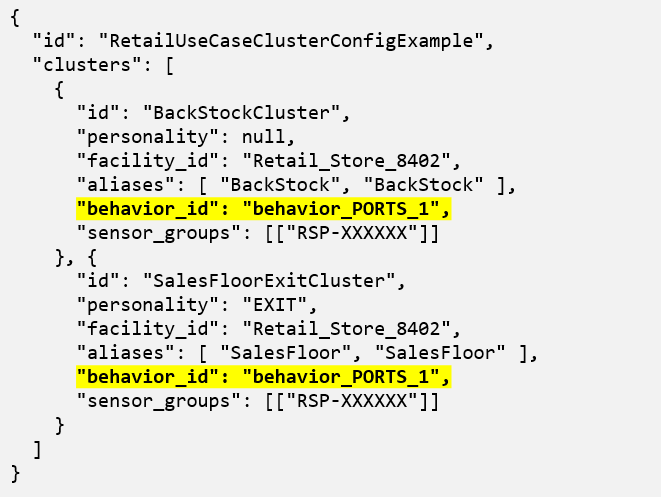 {
  "id": "RetailUseCaseClusterConfigExample",
  "clusters": [
    {
      "id": "BackStockCluster",
      "personality": null,
      "facility_id": "Retail_Store_8402",
      "aliases": [ "BackStock", "BackStock" ],
      "behavior_id": "behavior_PORTS_1",
      "sensor_groups": [["RSP-XXXXXX"]]
    }, {
      "id": "SalesFloorExitCluster",
      "personality": "EXIT",
      "facility_id": "Retail_Store_8402",
      "aliases": [ "SalesFloor", "SalesFloor" ],
      "behavior_id": "behavior_PORTS_1",
      "sensor_groups": [["RSP-XXXXXX"]]
    }
  ]
}